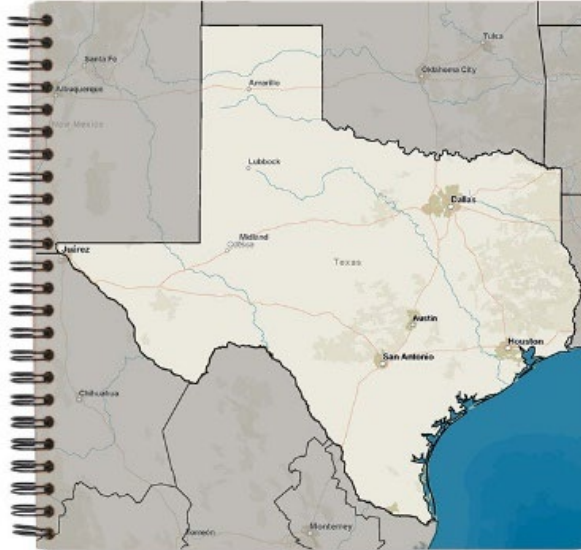 Tulsa
Santa Fe
Oklahoma City
Amarillo
Albuquerque
New Mexico
Lubbock
Dallas
Midland
Odessa
Juárez
Texas
Austin
Houston
San Antonio
Chihuahua
Monterrey